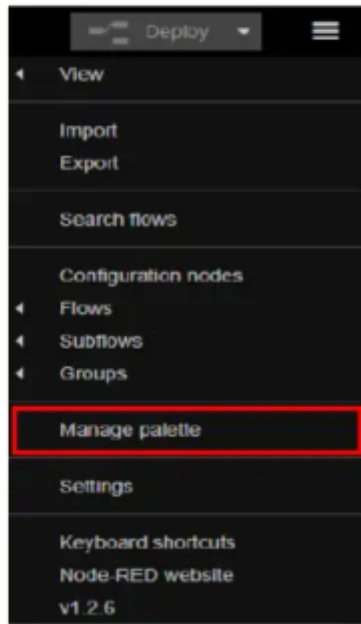 Deploy
View
Import
Export
Search flows
Configuration nodes
Flows
Subflows
Groups
Manage palette
Settings
Keyboard shortcuts
Node-RED website
v1.2.6